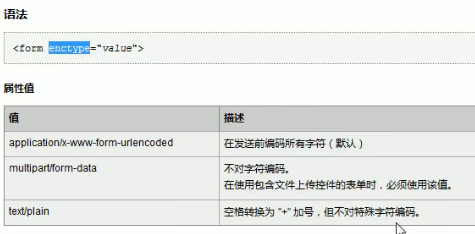 语法
<form enctype="value">
属性值
值 描述
application/x-www-form-urlencoded 在发送前编码所有字符（默认）
multipart/form-data 不对字符编码。
在使用包含文件上传控件的表单时，必须使用该值。
text/plain 空格转换为 "+" 加号，但不对特殊字符编码。